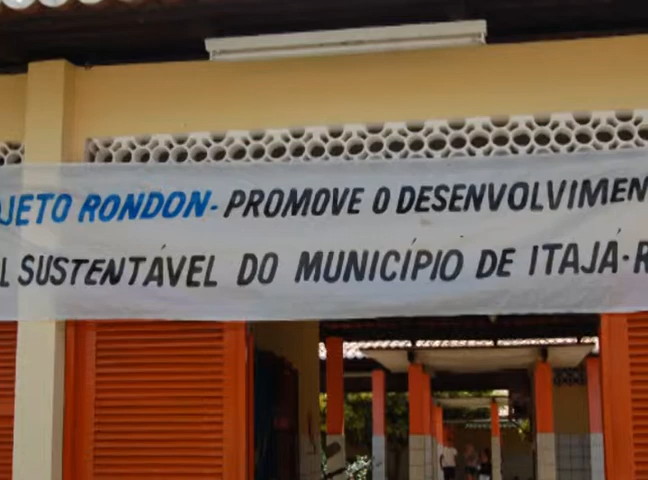 JETO RONDON- PROMOVE O DESENVOLVIMEN
L SUSTENTÁVEL DO MUNICÍPIO DE ITAJÁ·R